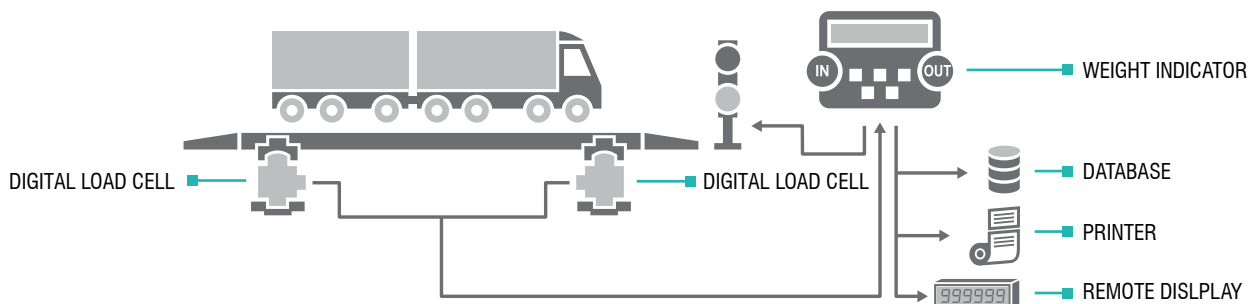 IN
OUT
WEIGHT INDICATOR
DIGITAL LOAD CELL
DIGITAL LOAD CELL
DATABASE
PRINTER
999999
REMOTE DISLPLAY